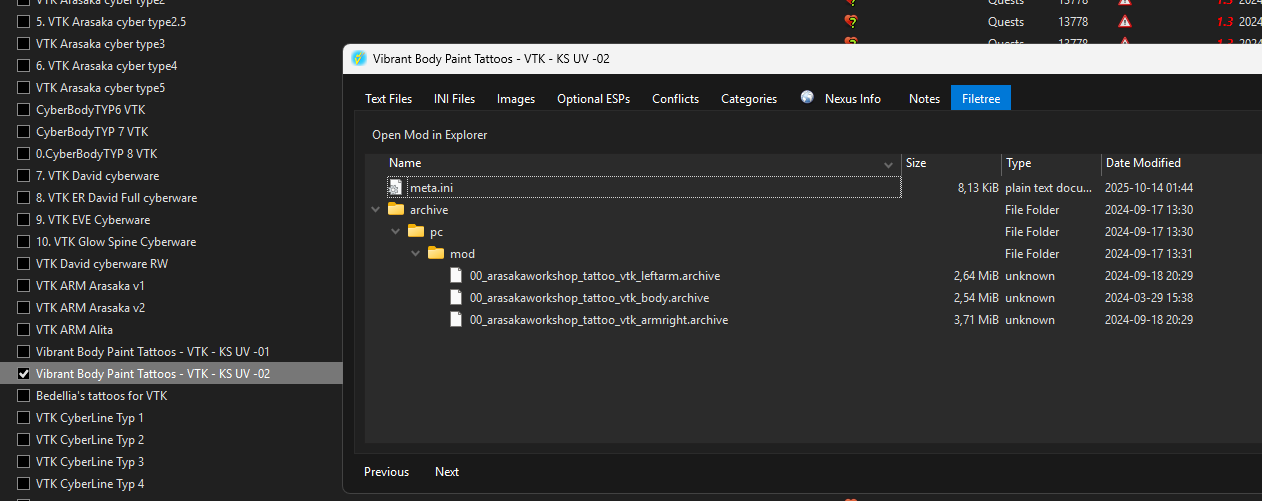 VTK Arasaka cyber type2
5. VTK Arasaka cyber type2.5 Quests 13778 1.3 2024
VTK Arasaka cyber type3 Quests 13778 1.3 2024
6. VTK Arasaka cyber type4
VTK Arasaka cyber type5
CyberBodyTYP6 VTK
CyberBodyTYP 7 VTK
0.CyberBodyTYP 8 VTK
7. VTK David cyberware
8. VTK ER David Full cyberware
9. VTK EVE Cyberware
10. VTK Glow Spine Cyberware
VTK David cyberware RW
VTK ARM Arasaka v1
VTK ARM Arasaka v2
VTK ARM Alita
Vibrant Body Paint Tattoos - VTK - KS UV -01
Vibrant Body Paint Tattoos - VTK - KS UV -02
Bedellia's tattoos for VTK
VTK CyberLine Typ 1
VTK CyberLine Typ 2
VTK CyberLine Typ 3
VTK CyberLine Typ 4
Quests 13778 1.3 2024
Vibrant Body Paint Tattoos - VTK - KS UV -02
Text Files INI Files Images Optional ESPs Conflicts Categories Nexus Info Notes Filetree
Open Mod in Explorer
Name Size Type Date Modified
meta.ini 8,13 KiB plain text docu... 2025-10-14 01:44
archive File Folder 2024-09-17 13:30
pc File Folder 2024-09-17 13:30
mod File Folder 2024-09-17 13:31
00_arasakaworkshop_tattoo_vtk_leftarm.archive 2,64 MiB unknown 2024-09-18 20:29
00_arasakaworkshop_tattoo_vtk_body.archive 2,54 MiB unknown 2024-03-29 15:38
00_arasakaworkshop_tattoo_vtk_armright.archive 3,71 MiB unknown 2024-09-18 20:29
Previous Next